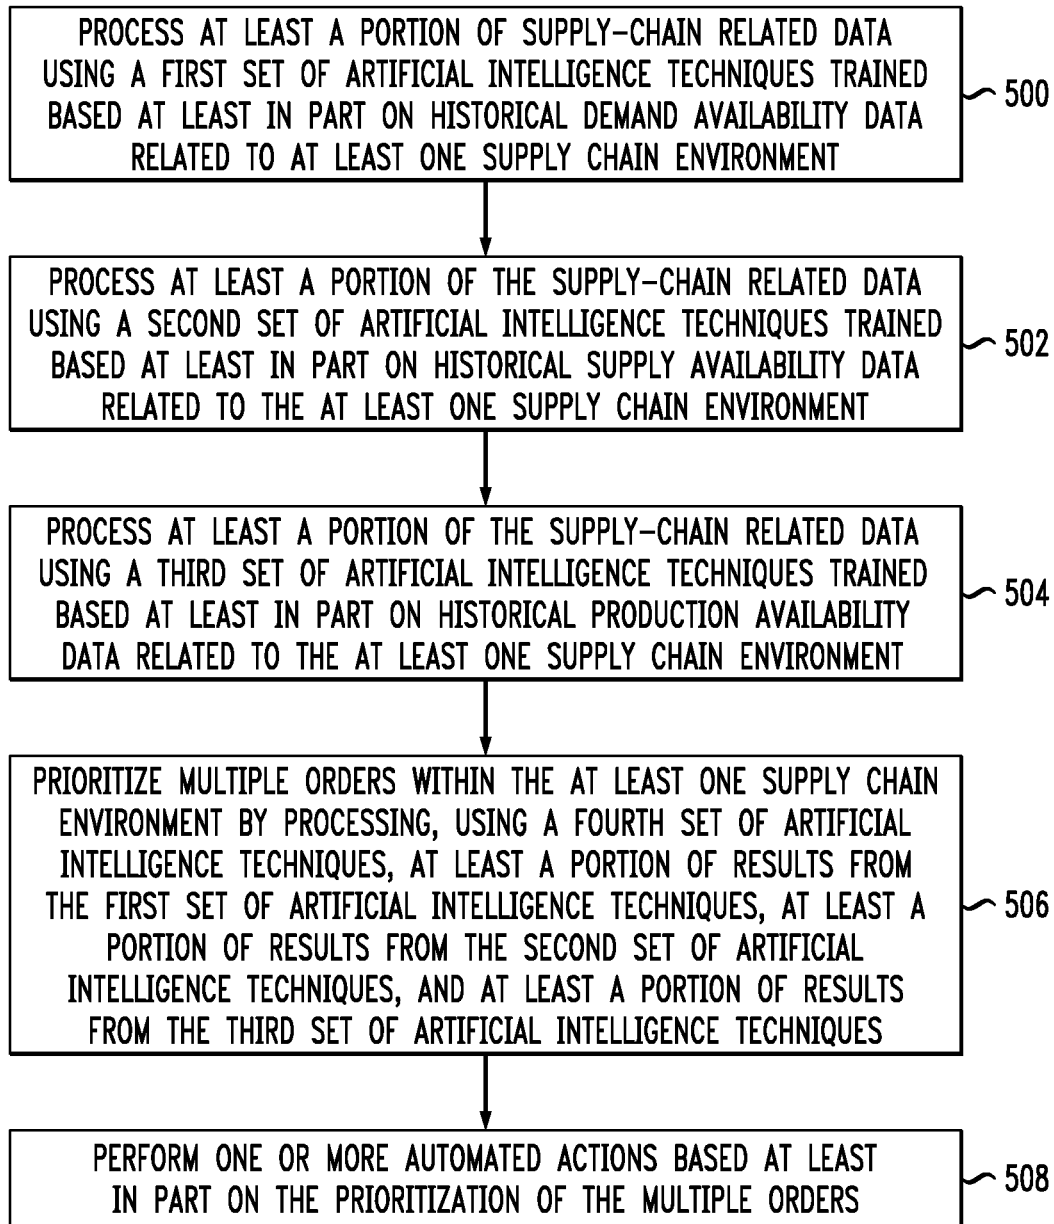 PROCESS AT LEAST A PORTION OF SUPPLY-CHAIN RELATED DATA
USING A FIRST SET OF ARTIFICIAL INTELLIGENCE TECHNIQUES TRAINED
BASED AT LEAST IN PART ON HISTORICAL DEMAND AVAILABILITY DATA
RELATED TO AT LEAST ONE SUPPLY CHAIN ENVIRONMENT
500
PROCESS AT LEAST A PORTION OF THE SUPPLY-CHAIN RELATED DATA
USING A SECOND SET OF ARTIFICIAL INTELLIGENCE TECHNIQUES TRAINED
BASED AT LEAST IN PART ON HISTORICAL SUPPLY AVAILABILITY DATA
RELATED TO THE AT LEAST ONE SUPPLY CHAIN ENVIRONMENT
502
PROCESS AT LEAST A PORTION OF THE SUPPLY-CHAIN RELATED DATA
USING A THIRD SET OF ARTIFICIAL INTELLIGENCE TECHNIQUES TRAINED
BASED AT LEAST IN PART ON HISTORICAL PRODUCTION AVAILABILITY
DATA RELATED TO THE AT LEAST ONE SUPPLY CHAIN ENVIRONMENT
504
PRIORITIZE MULTIPLE ORDERS WITHIN THE AT LEAST ONE SUPPLY CHAIN
ENVIRONMENT BY PROCESSING, USING A FOURTH SET OF ARTIFICIAL
INTELLIGENCE TECHNIQUES, AT LEAST A PORTION OF RESULTS FROM
THE FIRST SET OF ARTIFICIAL INTELLIGENCE TECHNIQUES, AT LEAST A
PORTION OF RESULTS FROM THE SECOND SET OF ARTIFICIAL
INTELLIGENCE TECHNIQUES, AND AT LEAST A PORTION OF RESULTS
FROM THE THIRD SET OF ARTIFICIAL INTELLIGENCE TECHNIQUES
506
PERFORM ONE OR MORE AUTOMATED ACTIONS BASED AT LEAST
IN PART ON THE PRIORITIZATION OF THE MULTIPLE ORDERS
508